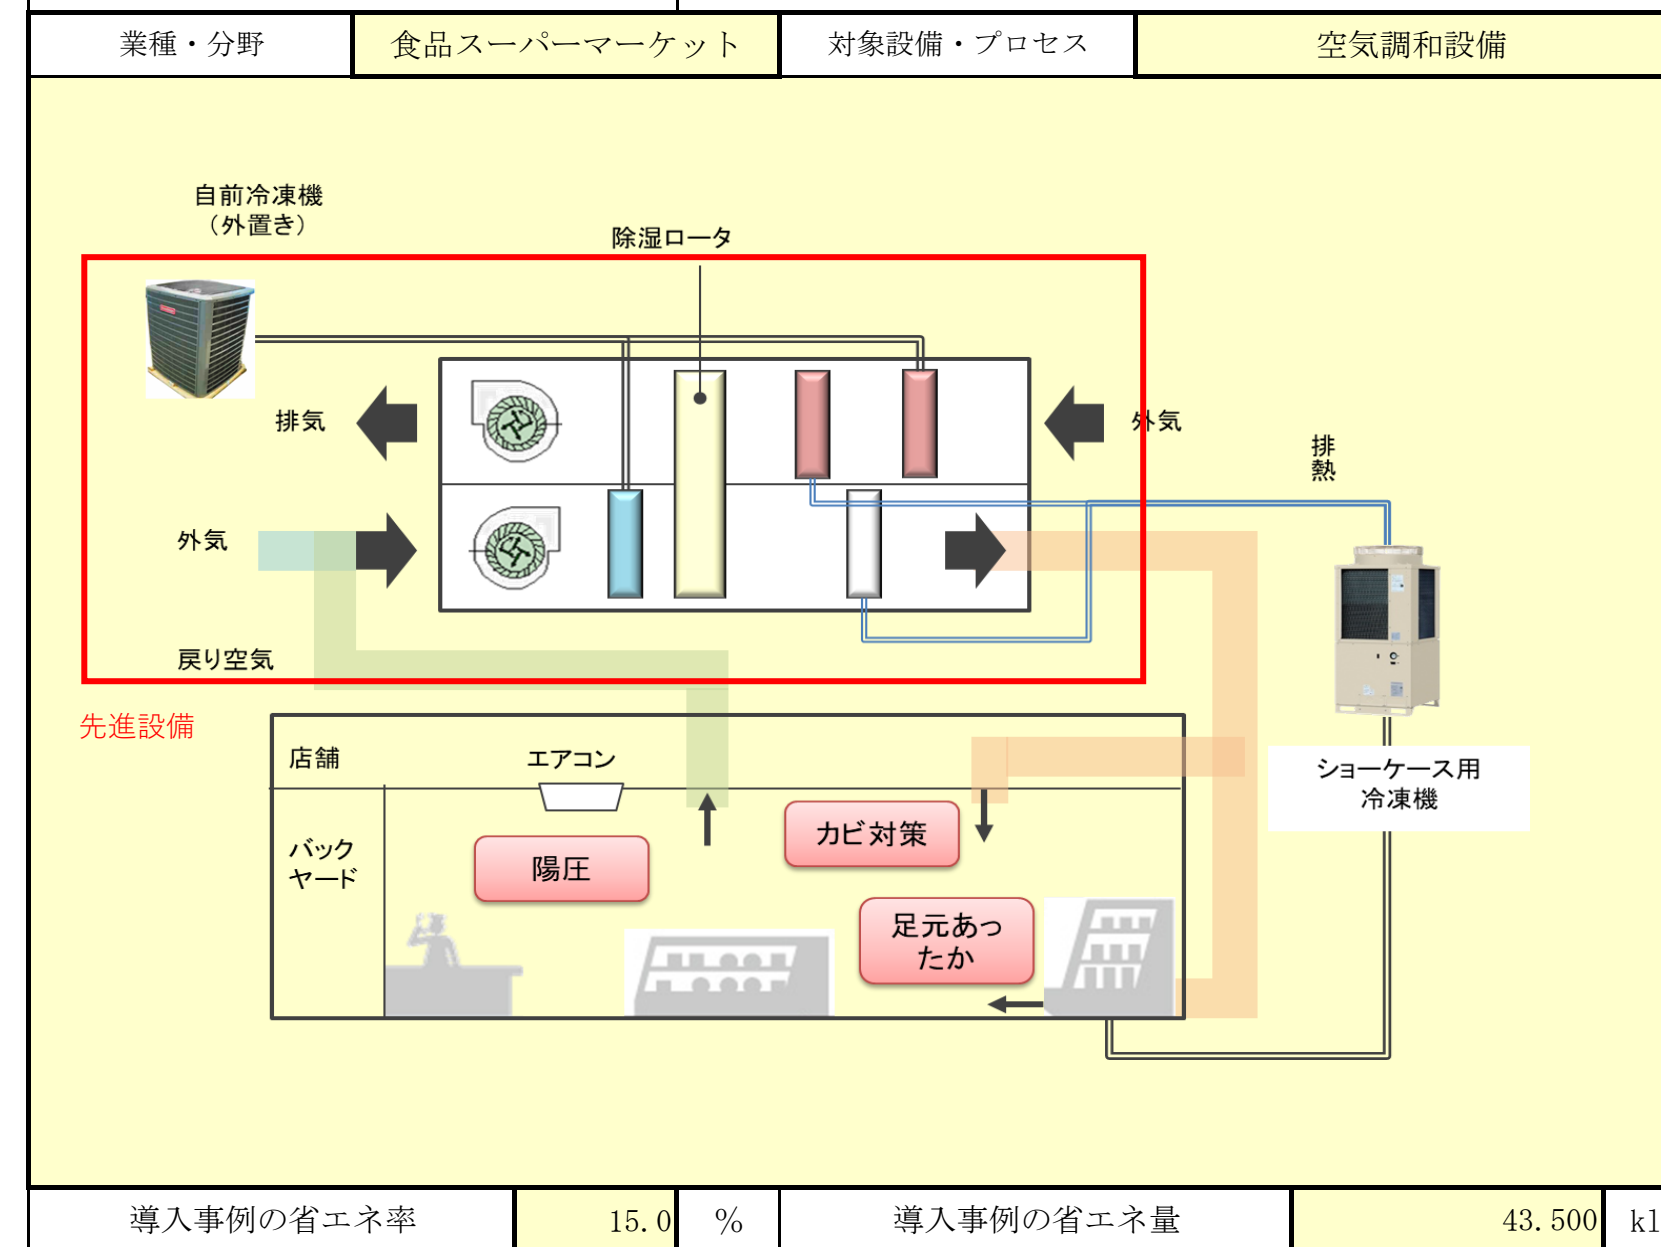 業種・分野
食品スーパーマーケット
対象設備・プロセス
空気調和設備
自前冷凍機
（外置き）
除湿ロータ
排気
外気
排
熱
外気
戻り空気
先進設備
店舗
エアコン
ショーケース用
冷凍機
カビ対策
バック
ヤード
陽圧
足元あっ
たか
導入事例の省エネ率
15.0
％
導入事例の省エネ量
43.500
kl